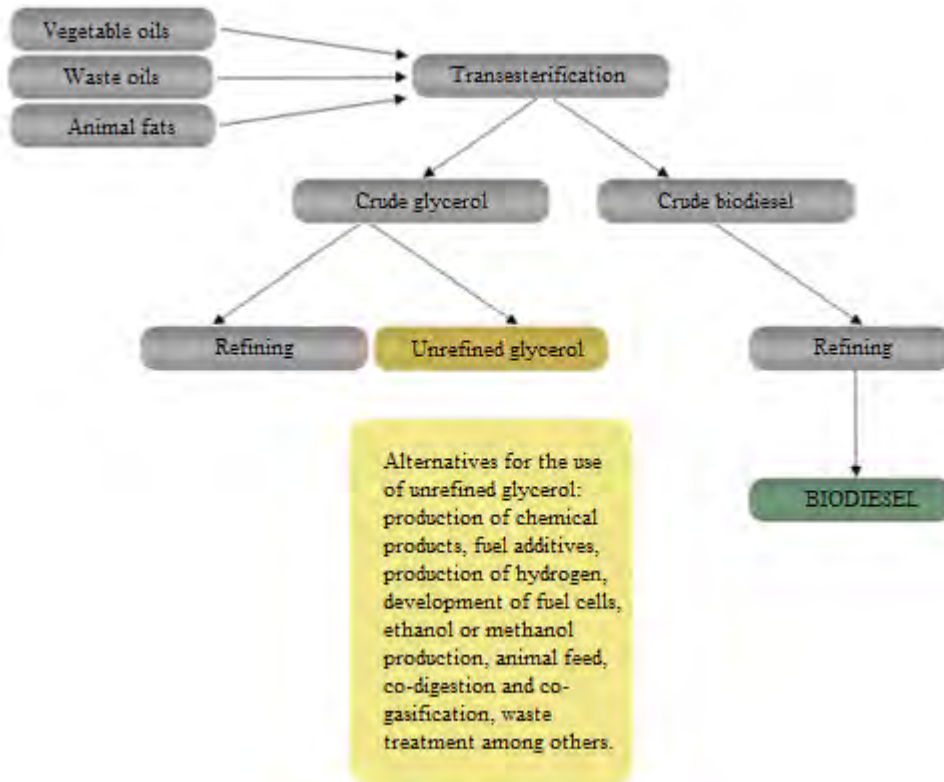 Vegetable oils
Waste oils
Animal fats
Transesterification
Crude glycerol
Crude biodiesel
Refining
Unrefined glycerol
Refining
Alternatives for the use
of unrefined glycerol:
production of chemical
products, fuel additives,
production of hydrogen,
development of fuel cells,
ethanol or methanol
production, animal feed,
co-digestion and co-
gasification, waste
treatment among others.
BIODIESEL